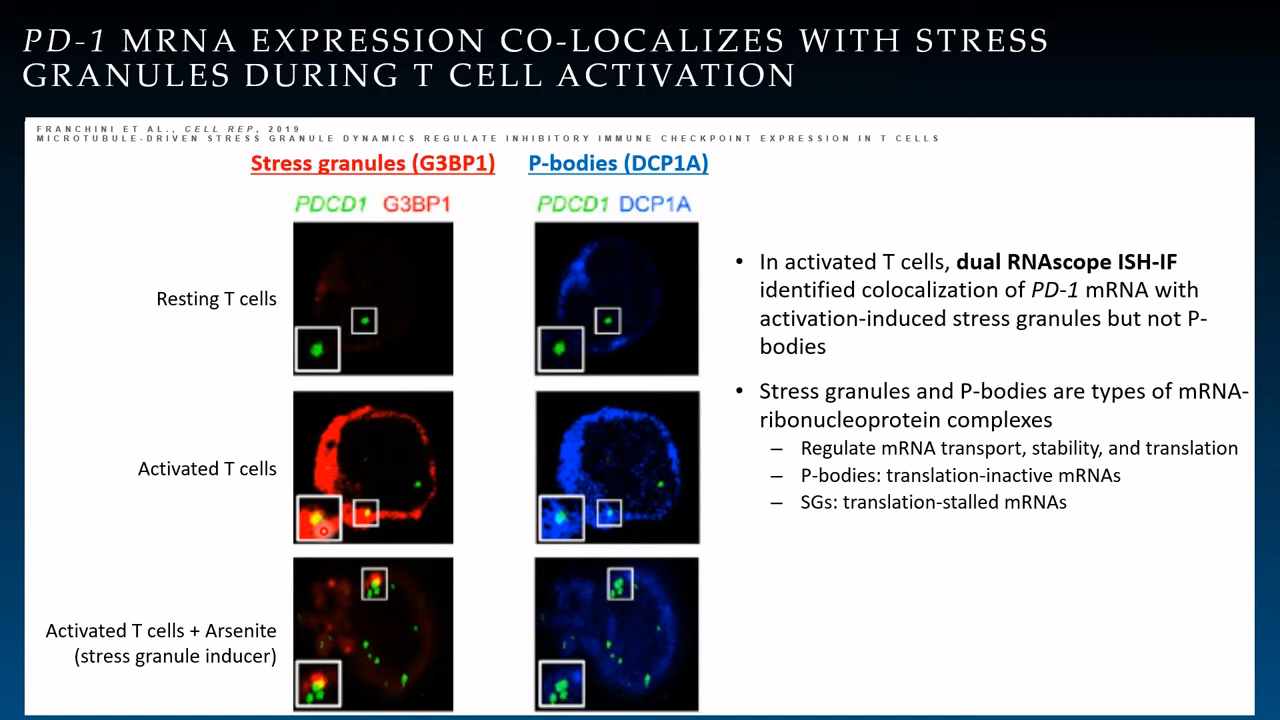 PD-1 MRNA EXPRESSION CO-LOCALIZES WITH STRESS
GRANULES DURING T CELL ACTIVATION
FRANCHINI ET AL., CELL REP, 2019
MICROTUBULE-DRIVEN STRESS GRANULE DYNAMICS REGULATE INHIBITORY IMMUNE CHECKPOINT EXPRESSION IN T CELLS
Stress granules (G3BP1)
P-bodies (DCP1A)
PDCD1 G3BP1
PDCD1 DCP1A
Resting T cells
Activated T cells
Activated T cells + Arsenite
(stress granule inducer)
• In activated T cells, dual RNAscope ISH-IF
identified colocalization of PD-1 mRNA with
activation-induced stress granules but not P-
bodies
• Stress granules and P-bodies are types of mRNA-
ribonucleoprotein complexes
– Regulate mRNA transport, stability, and translation
– P-bodies: translation-inactive mRNAs
– SGs: translation-stalled mRNAs